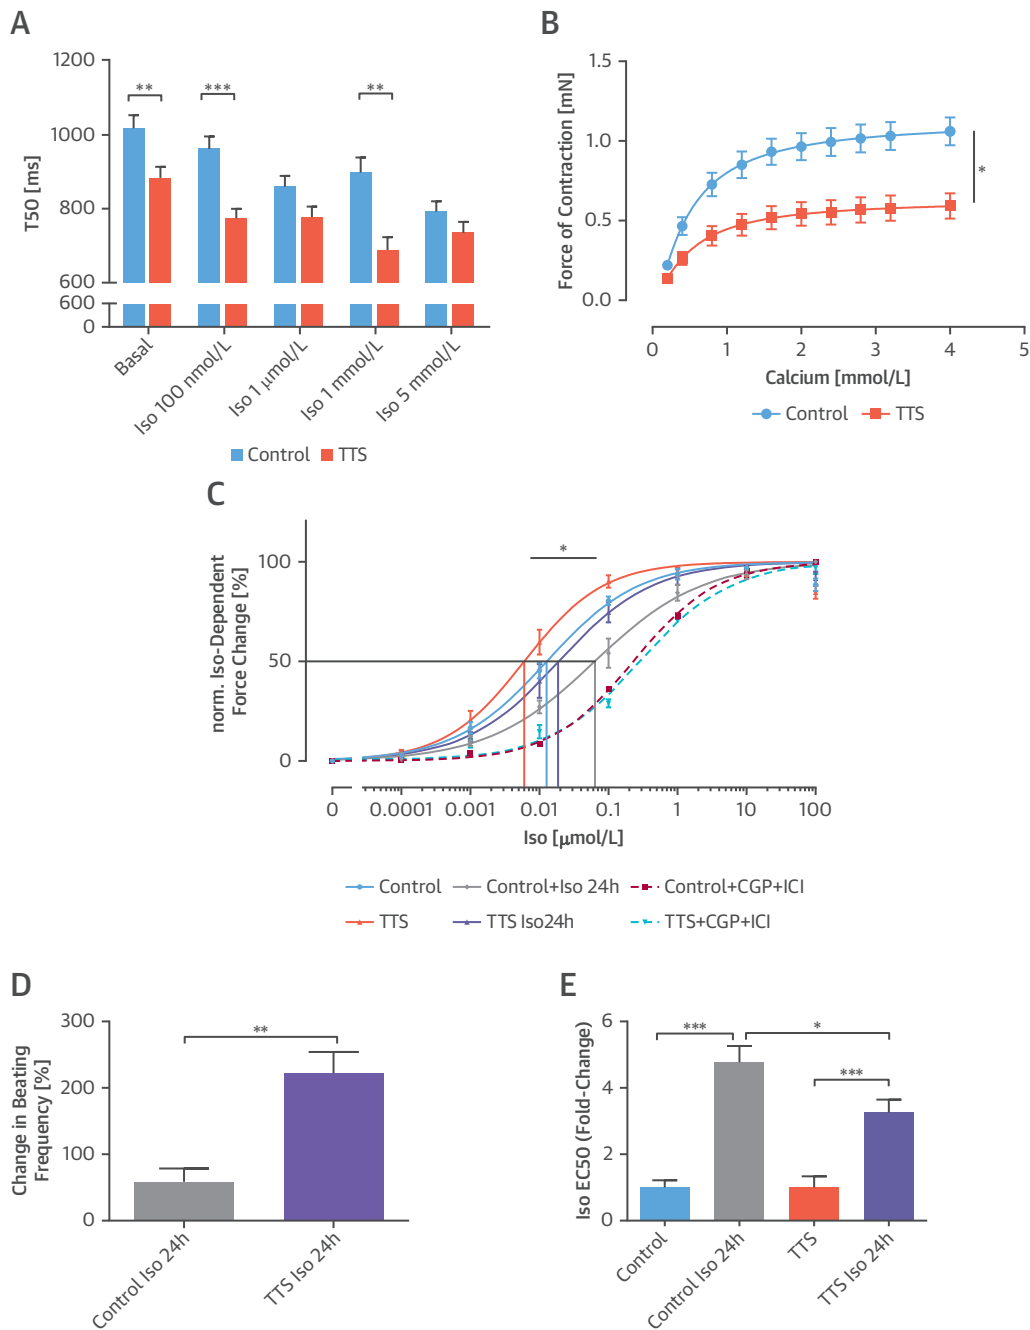 A
T50 [ms]
1200
1000
800
600
600
0
**
***
**
Basal
Iso 100 nmol/L
Iso 1 μmol/L
Iso 1 mmol/L
Iso 5 mmol/L
Control TTS
B
Force of Contraction [mN]
1.5
1.0
0.5
0.0
*
0 1 2 3 4 5
Calcium [mmol/L]
Control TTS
C
norm. Iso-Dependent
Force Change [%]
100
50
0
*
0 0.0001 0.001 0.01 0.1 1 10 100
Iso [μmol/L]
Control Control+Iso 24h Control+CGP+ICI
TTS TTS Iso24h TTS+CGP+ICI
D
Change in Beating
Frequency [%]
300
200
100
0
**
Control Iso 24h
TTS Iso 24h
E
Iso EC50 (Fold-Change)
6
4
2
0
***
*
***
Control
Control Iso 24h
TTS
TTS Iso 24h